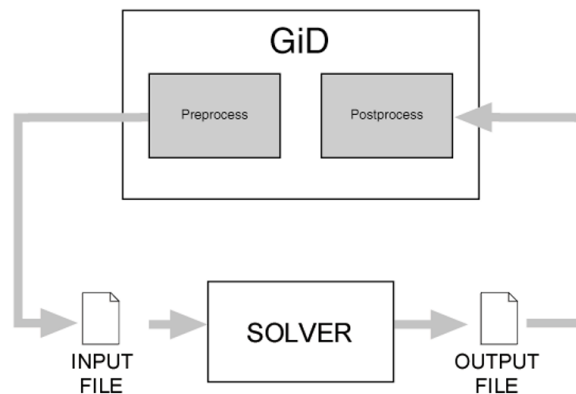 GiD
Preprocess
Postprocess
SOLVER
INPUT
FILE
OUTPUT
FILE